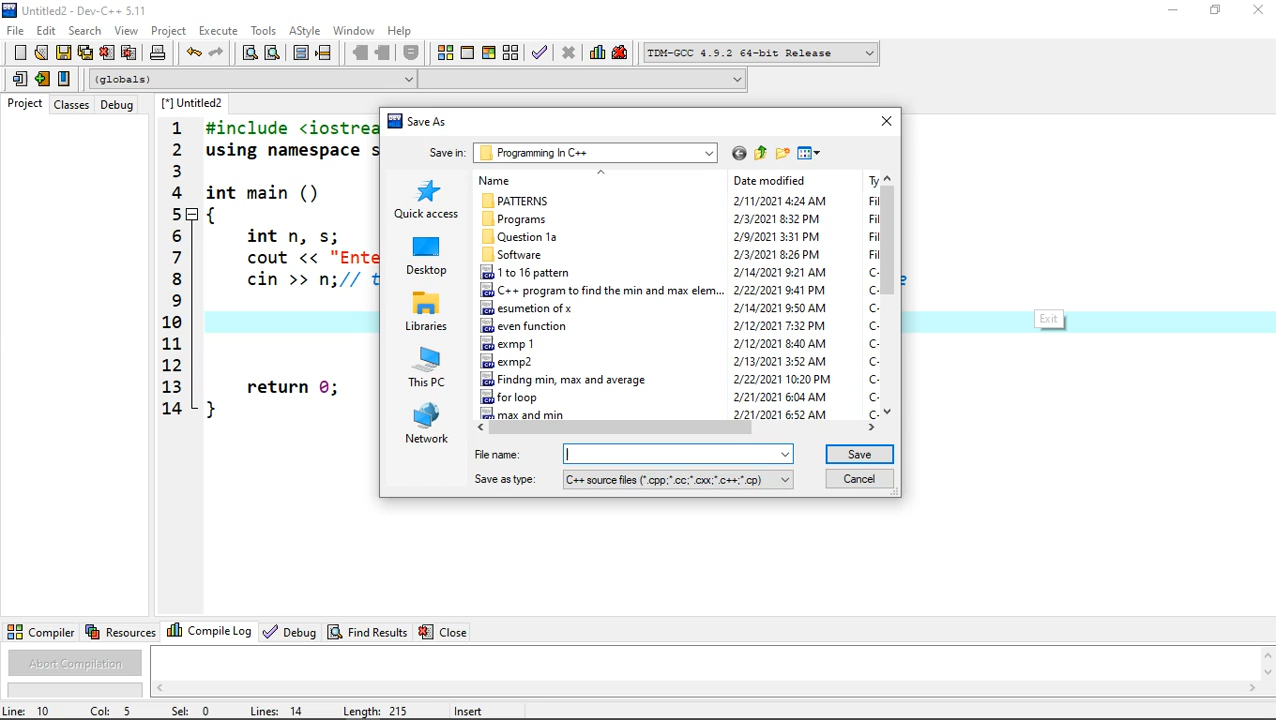 Untitled2 - Dev-C++ 5.11
File Edit Search View Project Execute Tools AStyle Window Help
TDM-GCC 4.9.2 64-bit Release
(globals)
Project Classes Debug [*] Untitled2
1 #include <iostrea
2 using namespace s
3
4 int main ()
5 {
6 int n, s;
7 cout << "Ente
8 cin >> n;// t e
9
10
11
12
13 return 0;
14 }
Exit
Save As
Save in: Programming In C++
Quick access
Desktop
Libraries
This PC
Network
Name Date modified Ty
PATTERNS 2/11/2021 4:24 AM Fil
Programs 2/3/2021 8:32 PM Fil
Question 1a 2/9/2021 3:31 PM Fil
Software 2/3/2021 8:26 PM Fil
1 to 16 pattern 2/14/2021 9:21 AM C-
C++ program to find the min and max elem... 2/22/2021 9:41 PM C-
esumetion of x 2/14/2021 9:50 AM C-
even function 2/12/2021 7:32 PM C-
exmp 1 2/12/2021 8:40 AM C-
exmp2 2/13/2021 3:52 AM C-
Findng min, max and average 2/22/2021 10:20 PM C-
for loop 2/21/2021 6:04 AM C-
max and min 2/21/2021 6:52 AM C-
File name: Save
Save as type: C++ source files (*.cpp;*.cc;*.cxx;*.c++;*.cp) Cancel
Compiler Resources Compile Log Debug Find Results Close
Abort Compilation
Line: 10 Col: 5 Sel: 0 Lines: 14 Length: 215 Insert